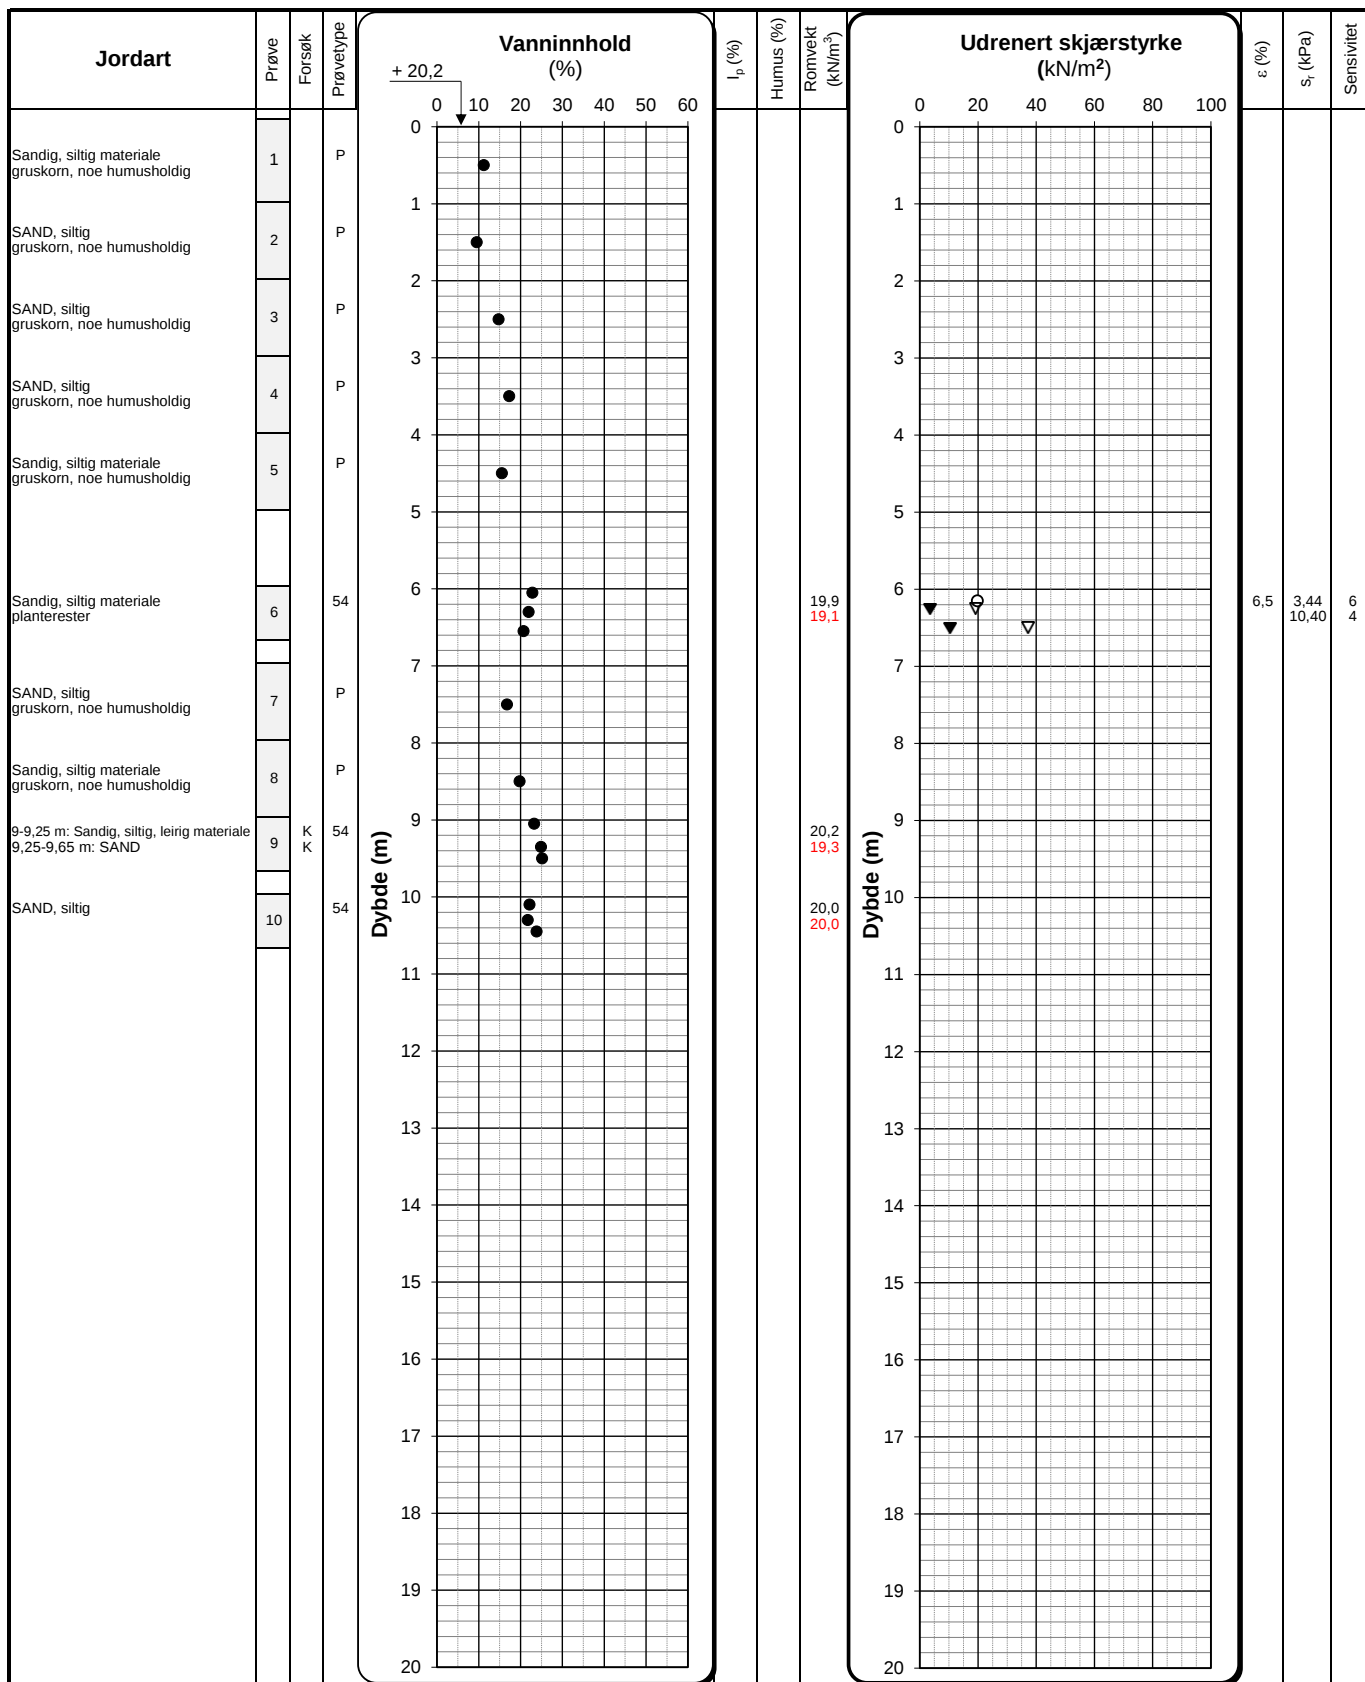 Jordart
Prøve
Forsøk
Prøvetype
+ 20,2
Vanninnhold
(%)
0 10 20 30 40 50 60
Ip (%)
Humus (%)
Romvekt
(kN/m³)
Udrenert skjærstyrke
(kN/m²)
0 20 40 60 80 100
ε (%)
sr (kPa)
Sensivitet
Sandig, siltig materiale
gruskorn, noe humusholdig
1
P
SAND, siltig
gruskorn, noe humusholdig
2
P
SAND, siltig
gruskorn, noe humusholdig
3
P
SAND, siltig
gruskorn, noe humusholdig
4
P
Sandig, siltig materiale
gruskorn, noe humusholdig
5
P
Sandig, siltig materiale
planterester
6
54
19,9
19,1
6,5
3,44
10,40
6
4
SAND, siltig
gruskorn, noe humusholdig
7
P
Sandig, siltig materiale
gruskorn, noe humusholdig
8
P
9-9,25 m: Sandig, siltig, leirig materiale
9,25-9,65 m: SAND
9
K
K
54
20,2
19,3
SAND, siltig
10
54
20,0
20,0
Dybde (m)
0
1
2
3
4
5
6
7
8
9
10
11
12
13
14
15
16
17
18
19
20
Dybde (m)
0
1
2
3
4
5
6
7
8
9
10
11
12
13
14
15
16
17
18
19
20